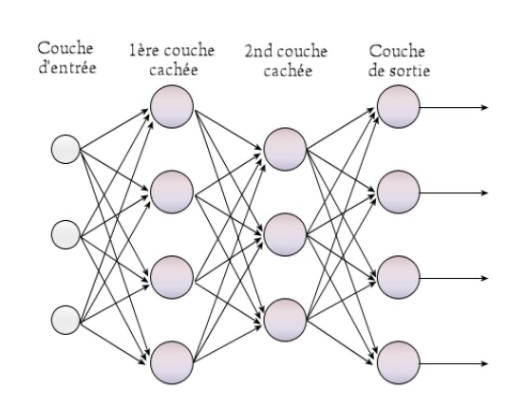 Couche
d'entrée
1ère couche
cachée
2nd couche
cachée
Couche
de sortie